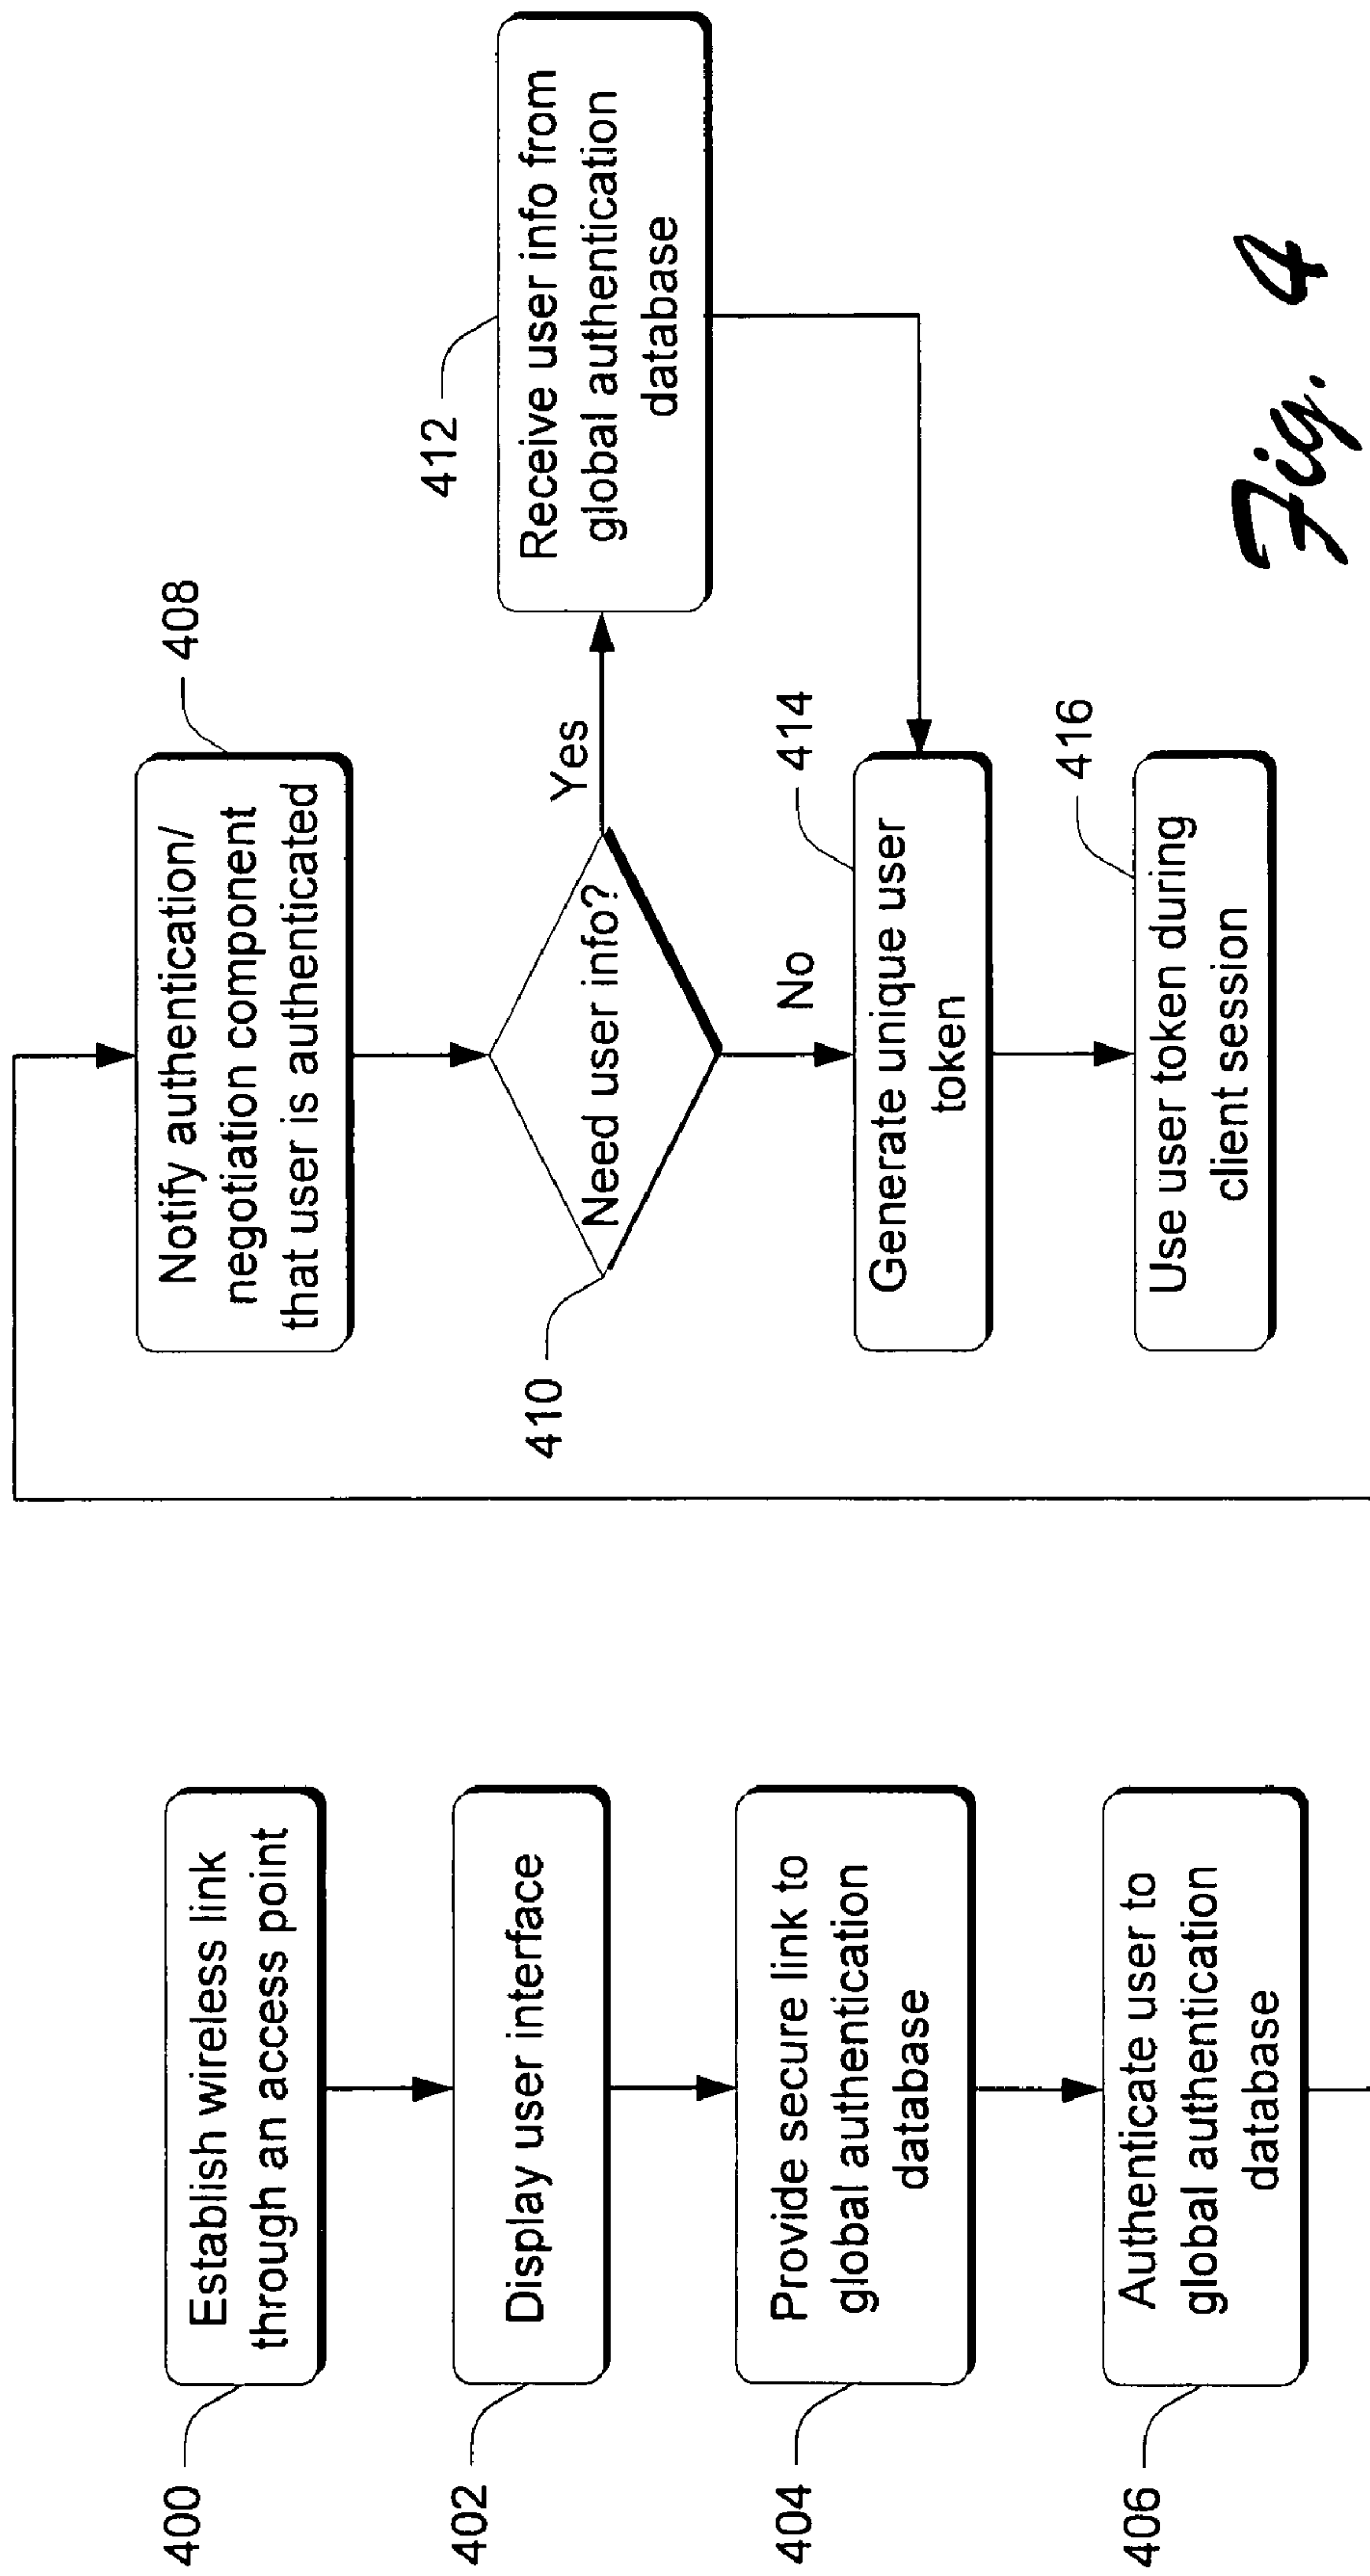 400
Establish wireless link
through an access point
402
Display user interface
404
Provide secure link to
global authentication
database
406
Authenticate user to
global authentication
database
408
Notify authentication/
negotiation component
that user is authenticated
410
Need user info?
Yes
No
412
Receive user info from
global authentication
database
414
Generate unique user
token
416
Use user token during
client session
Fig. 4